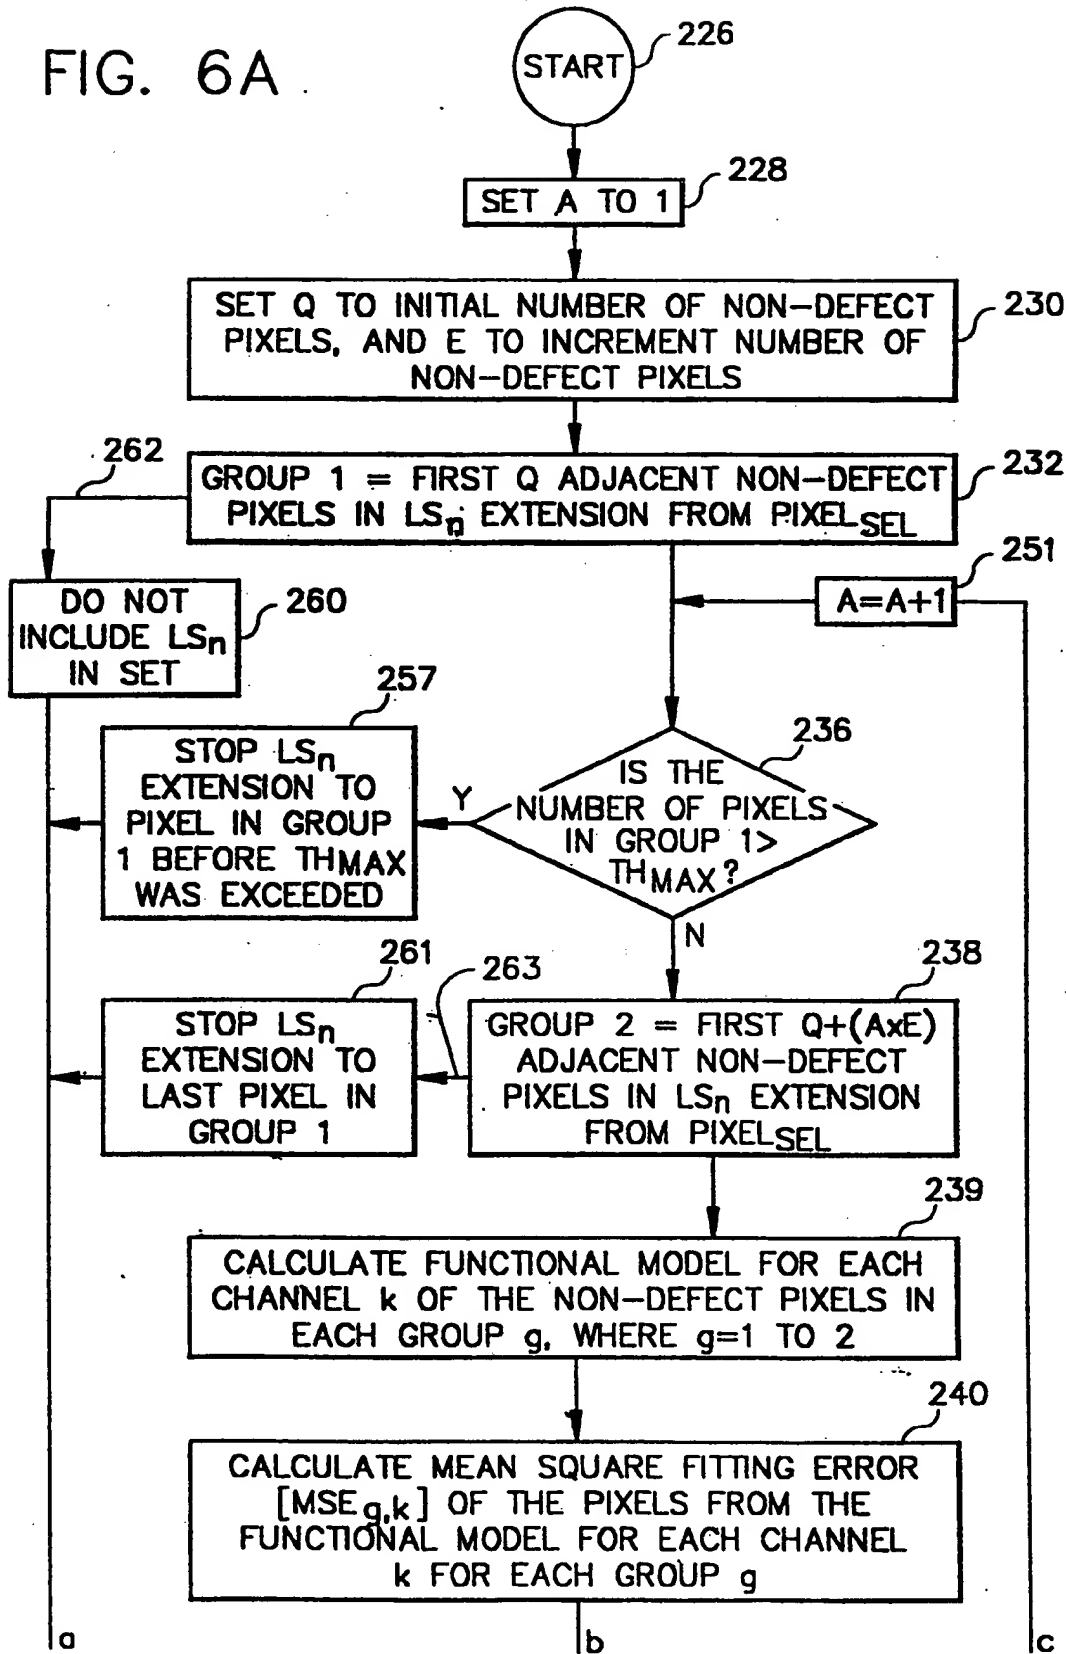 FIG. 6A
START
226
SET A TO 1
228
SET Q TO INITIAL NUMBER OF NON-DEFECT
PIXELS, AND E TO INCREMENT NUMBER OF
NON-DEFECT PIXELS
230
262
GROUP 1 = FIRST Q ADJACENT NON-DEFECT
PIXELS IN LSn EXTENSION FROM PIXELSEL
232
251
A=A+1
DO NOT
INCLUDE LSn
IN SET
260
257
STOP LSn
EXTENSION TO
PIXEL IN GROUP
1 BEFORE THMAX
WAS EXCEEDED
Y
236
IS THE
NUMBER OF PIXELS
IN GROUP 1>
THMAX?
N
261
263
238
STOP LSn
EXTENSION TO
LAST PIXEL IN
GROUP 1
GROUP 2 = FIRST Q+(AxE)
ADJACENT NON-DEFECT
PIXELS IN LSn EXTENSION
FROM PIXELSEL
239
CALCULATE FUNCTIONAL MODEL FOR EACH
CHANNEL k OF THE NON-DEFECT PIXELS IN
EACH GROUP g, WHERE g=1 TO 2
240
CALCULATE MEAN SQUARE FITTING ERROR
[MSEg,k] OF THE PIXELS FROM THE
FUNCTIONAL MODEL FOR EACH CHANNEL
k FOR EACH GROUP g
a
b
c